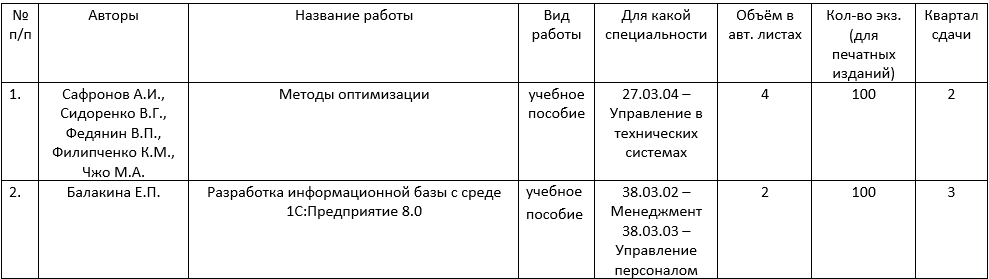 № п/п
Авторы
Название работы
Вид работы
Для какой специальности
Объём в авт. листах
Кол-во экз. (для печатных изданий)
Квартал сдачи
1.
Сафронов А.И.,
Сидоренко В.Г.,
Федянин В.П.,
Филипченко К.М.,
Чжо М.А.
Методы оптимизации
учебное
пособие
27.03.04 –
Управление в
технических
системах
4
100
2
2.
Балакина Е.П.
Разработка информационной базы с среде
1С:Предприятие 8.0
учебное
пособие
38.03.02 –
Менеджмент
38.03.03 –
Управление
персоналом
2
100
3